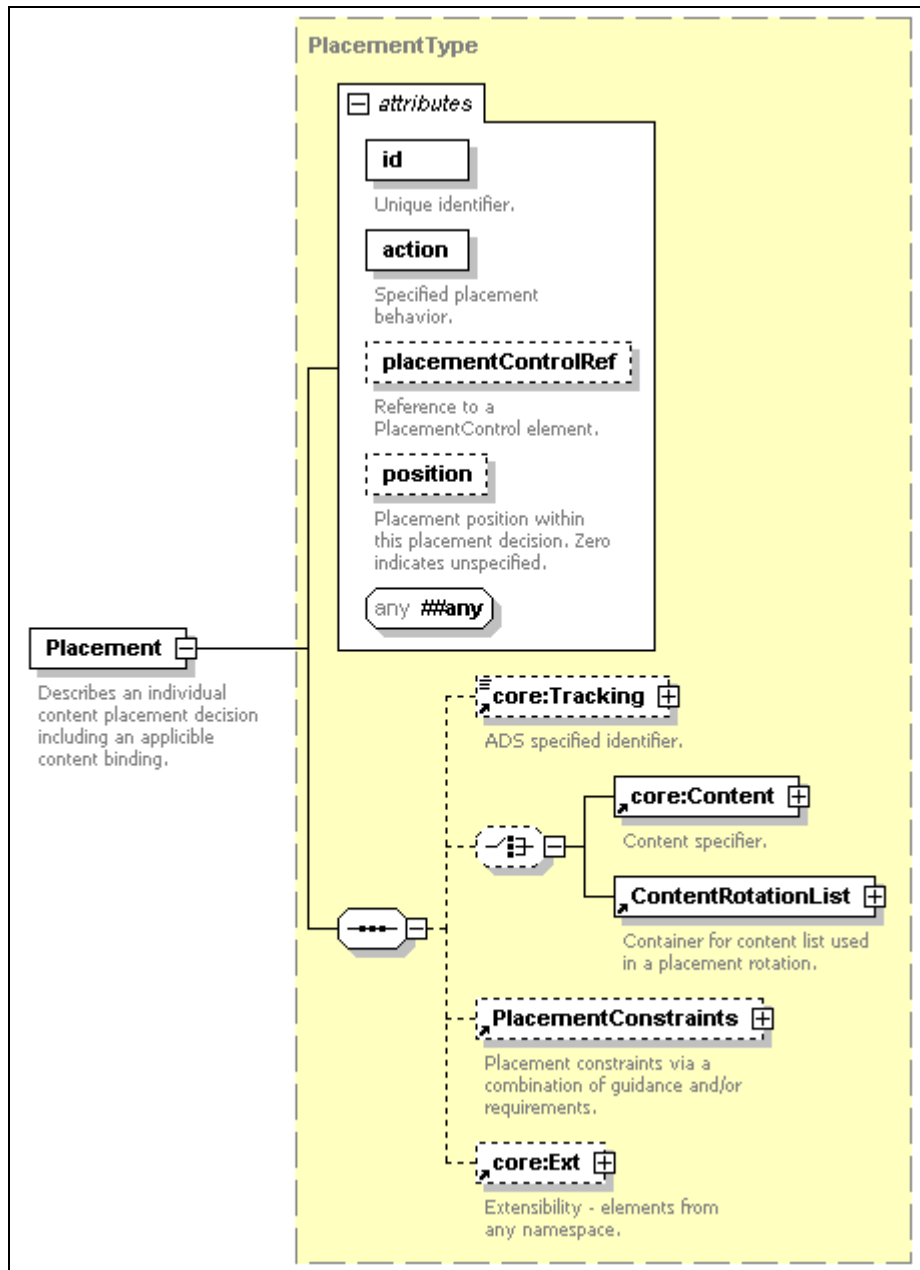 PlacementType
attributes
id
Unique identifier.
action
Specified placement
behavior.
placementControlRef
Reference to a
PlacementControl element.
position
Placement position within
this placement decision. Zero
indicates unspecified.
any ##any
Placement
Describes an individual
content placement decision
including an applicible
content binding.
core:Tracking
ADS specified identifier.
core:Content
Content specifier.
ContentRotationList
Container for content list used
in a placement rotation.
PlacementConstraints
Placement constraints via a
combination of guidance and/or
requirements.
core:Ext
Extensibility - elements from
any namespace.